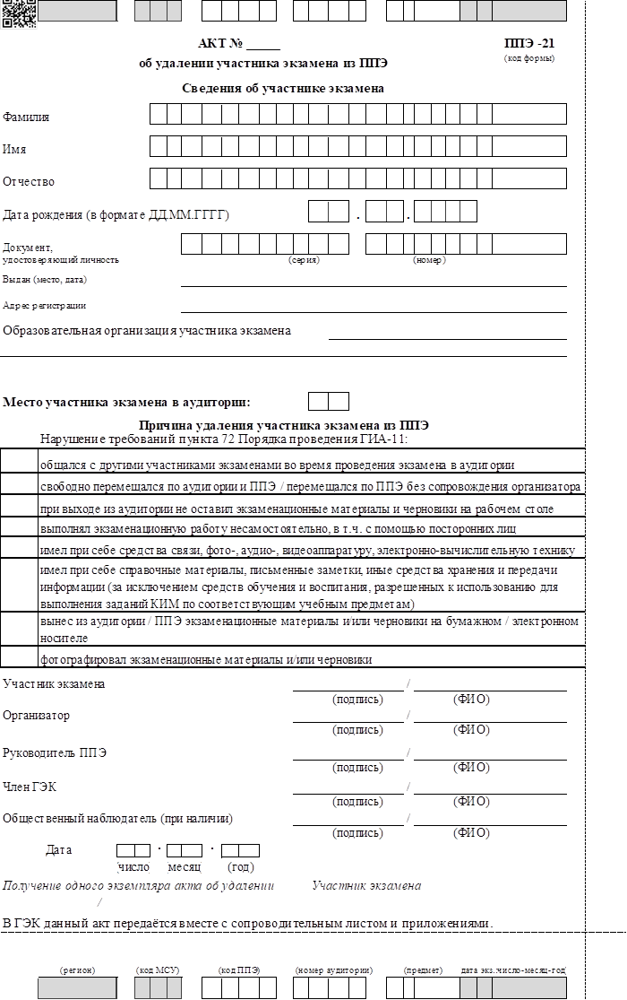 АКТ № _____ ППЭ -21
об удалении участника экзамена из ППЭ (код формы)
Сведения об участнике экзамена
Фамилия
Имя
Отчество
Дата рождения (в формате ДД.ММ.ГГГГ) . .
Документ,
удостоверяющий личность (серия) (номер)
Выдан (место, дата)
Адрес регистрации
Образовательная организация участника экзамена
Место участника экзамена в аудитории:
Причина удаления участника экзамена из ППЭ
Нарушение требований пункта 72 Порядка проведения ГИА-11:
общался с другими участниками экзаменами во время проведения экзамена в аудитории
свободно перемещался по аудитории и ППЭ / перемещался по ППЭ без сопровождения организатора
при выходе из аудитории не оставил экзаменационные материалы и черновики на рабочем столе
выполнял экзаменационную работу несамостоятельно, в т.ч. с помощью посторонних лиц
имел при себе средства связи, фото-, аудио-, видеоаппаратуру, электронно-вычислительную технику
имел при себе справочные материалы, письменные заметки, иные средства хранения и передачи
информации (за исключением средств обучения и воспитания, разрешенных к использованию для
выполнения заданий КИМ по соответствующим учебным предметам)
вынес из аудитории / ППЭ экзаменационные материалы и/или черновики на бумажном / электронном
носителе
фотографировал экзаменационные материалы и/или черновики
Участник экзамена /
(подпись) (ФИО)
Организатор /
(подпись) (ФИО)
Руководитель ППЭ /
(подпись) (ФИО)
Член ГЭК /
(подпись) (ФИО)
Общественный наблюдатель (при наличии) /
(подпись) (ФИО)
Дата . .
число месяц (год)
Получение одного экземпляра акта об удалении Участник экзамена
/
В ГЭК данный акт передаётся вместе с сопроводительным листом и приложениями.
(регион) (код МСУ) (код ППЭ) (номер аудитории) (предмет) дата экз.число-месяц-год)